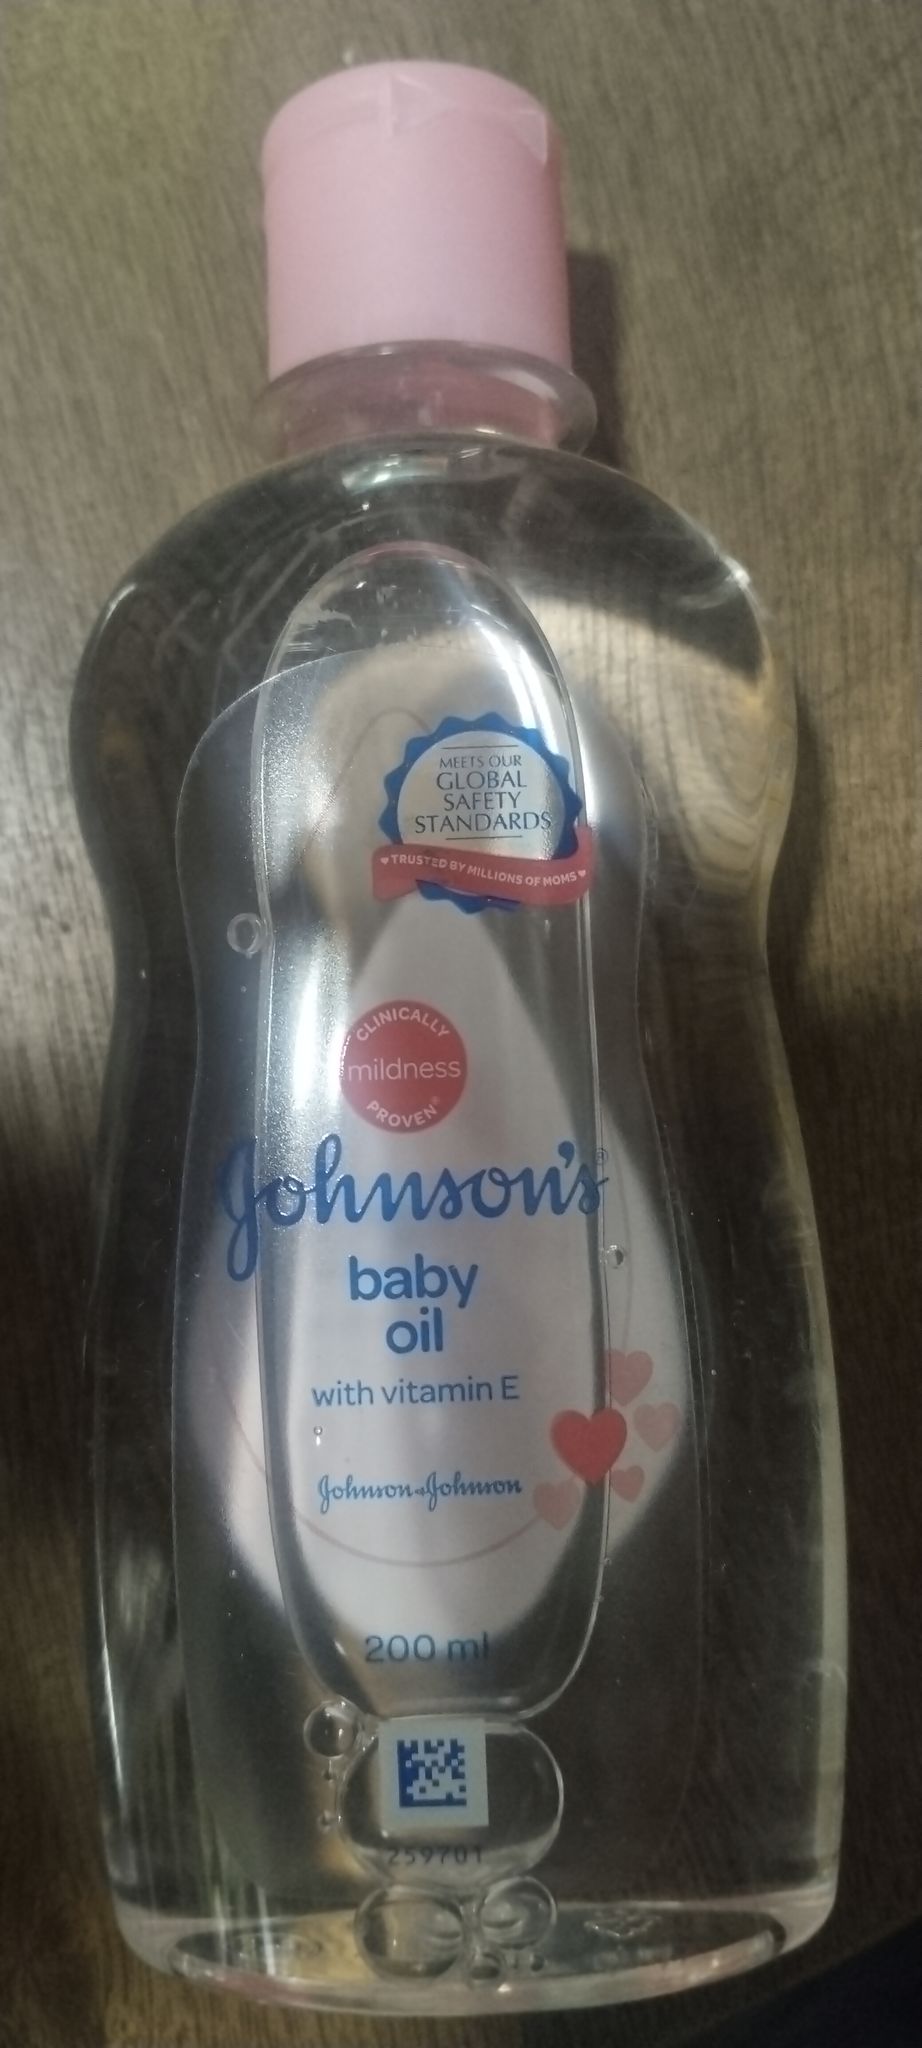 MEETS OUR
GLOBAL
SAFETY
STANDARDS
TRUSTED BY MILLIONS OF MOMS
CLINICALLY
mildness
PROVEN®
Johnson's®
baby
oil
with vitamin E
Johnson & Johnson
200 ml
259701